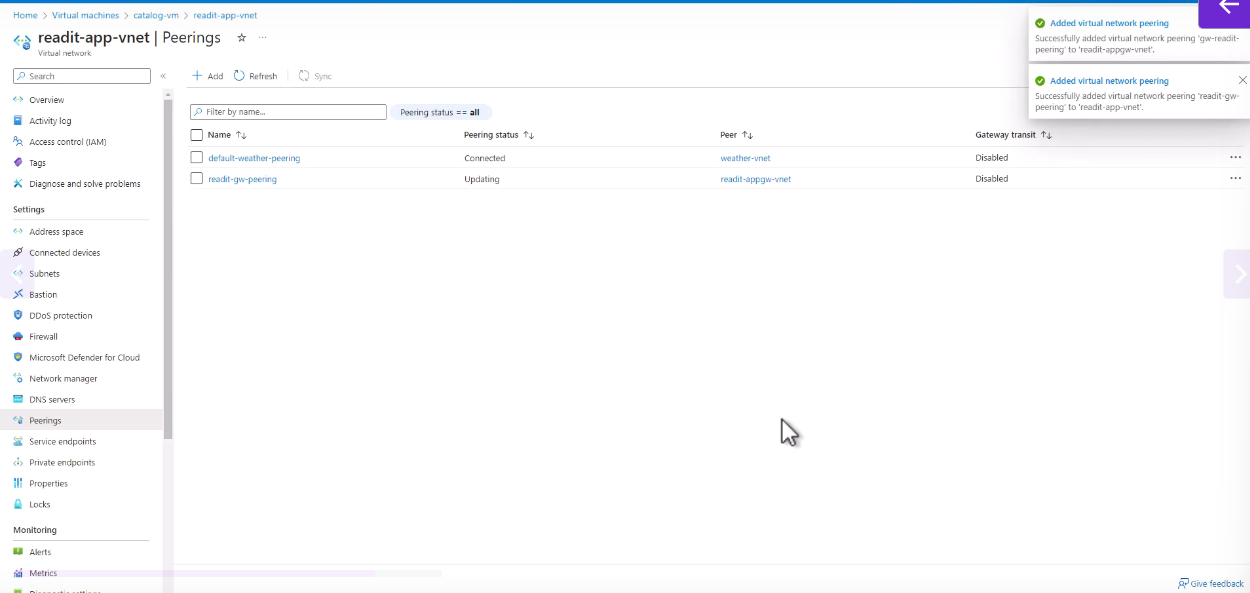 Home > Virtual machines > catalog-vm > readit-app-vnet
readit-app-vnet | Peerings
Virtual network
Search
Overview
Activity log
Access control (IAM)
Tags
Diagnose and solve problems
Settings
Address space
Connected devices
Subnets
Bastion
DDoS protection
Firewall
Microsoft Defender for Cloud
Network manager
DNS servers
Peerings
Service endpoints
Private endpoints
Properties
Locks
Monitoring
Alerts
Metrics
Diagnostic settings
Add Refresh Sync
Filter by name...
Peering status == all
Name Peering status Peer Gateway transit
default-weather-peering Connected weather-vnet Disabled
readit-gw-peering Updating readit-appgw-vnet Disabled
Added virtual network peering
Successfully added virtual network peering 'gw-readit-
peering' to 'readit-appgw-vnet'.
Added virtual network peering
Successfully added virtual network peering 'readit-gw-
peering' to 'readit-app-vnet'.
Give feedback